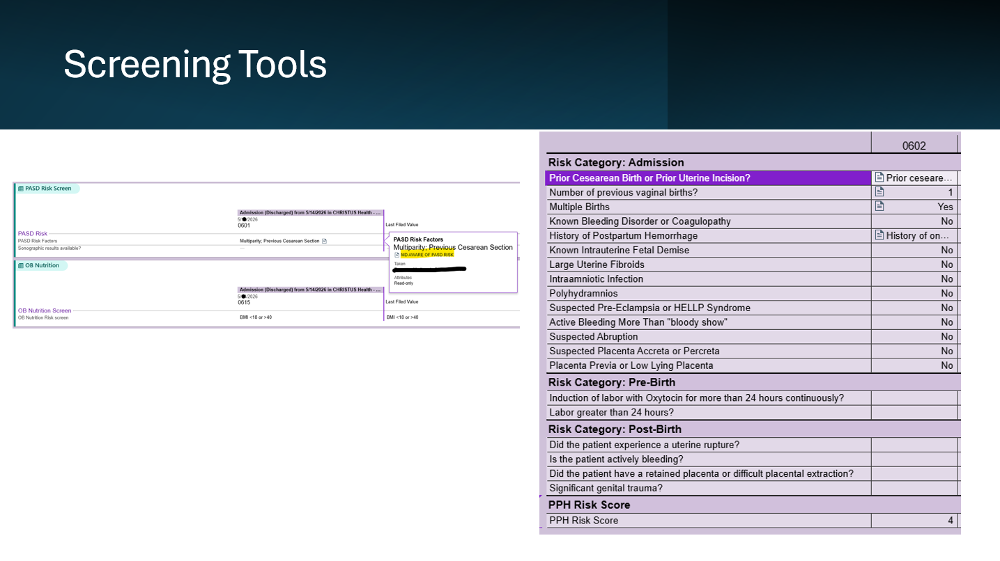 Screening Tools
PASD Risk Screen
Admission (Discharged) from 5/14/2026 in CHRISTUS Health - ...
5/ /2026
0601
Last Filed Value
PASD Risk
PASD Risk Factors Multiparity; Previous Cesarean Section
Sonographic results available? —
PASD Risk Factors
Multiparity; Previous Cesarean Section
MD AWARE OF PASD RISK
Taken
Attributes
Read-only
OB Nutrition
Admission (Discharged) from 5/14/2026 in CHRISTUS Health - ...
5/ /2026
0615
Last Filed Value
OB Nutrition Screen
OB Nutrition Risk screen BMI <18 or >40 BMI <18 or >40
0602
Risk Category: Admission
Prior Cesearean Birth or Prior Uterine Incision? Prior ceseare...
Number of previous vaginal births? 1
Multiple Births Yes
Known Bleeding Disorder or Coagulopathy No
History of Postpartum Hemorrhage History of on...
Known Intrauterine Fetal Demise No
Large Uterine Fibroids No
Intraamniotic Infection No
Polyhydramnios No
Suspected Pre-Eclampsia or HELLP Syndrome No
Active Bleeding More Than "bloody show" No
Suspected Abruption No
Suspected Placenta Accreta or Percreta No
Placenta Previa or Low Lying Placenta No
Risk Category: Pre-Birth
Induction of labor with Oxytocin for more than 24 hours continuously?
Labor greater than 24 hours?
Risk Category: Post-Birth
Did the patient experience a uterine rupture?
Is the patient actively bleeding?
Did the patient have a retained placenta or difficult placental extraction?
Significant genital trauma?
PPH Risk Score
PPH Risk Score 4